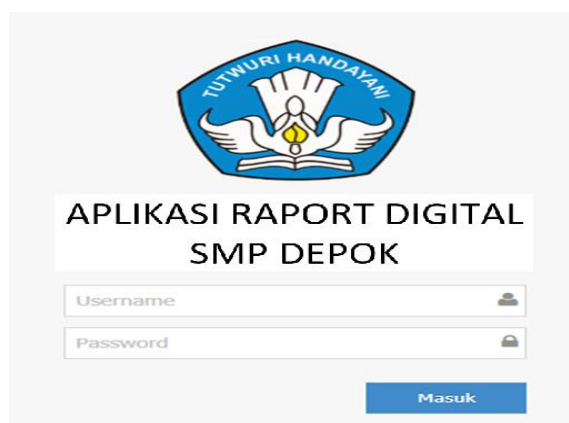 TUTWURI HANDAYANI
APLIKASI RAPORT DIGITAL
SMP DEPOK
Username
Password
Masuk